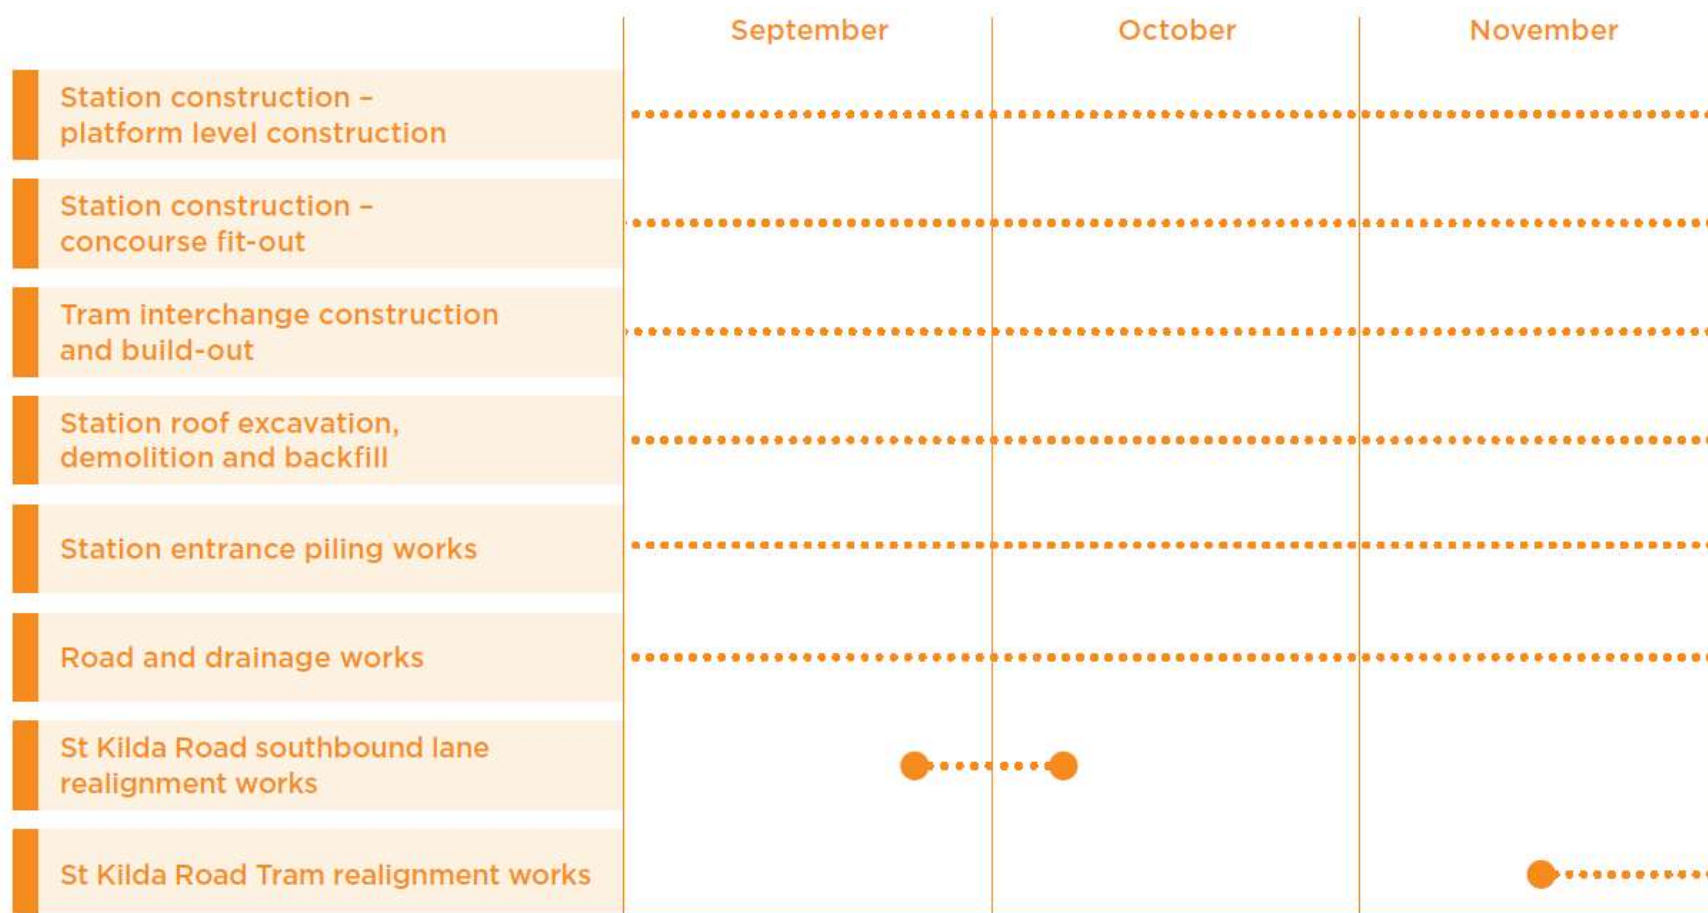 September October November
Station construction –
platform level construction
Station construction –
concourse fit-out
Tram interchange construction
and build-out
Station roof excavation,
demolition and backfill
Station entrance piling works
Road and drainage works
St Kilda Road southbound lane
realignment works
St Kilda Road Tram realignment works